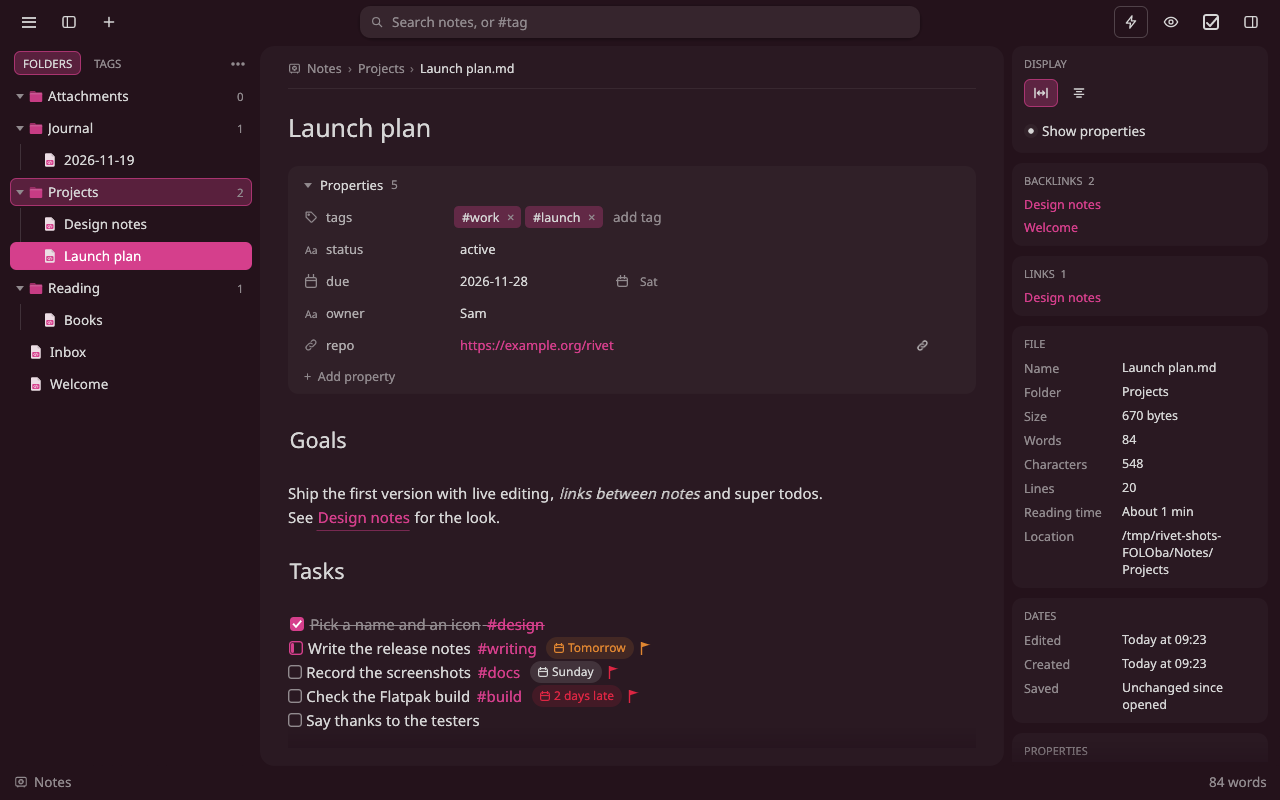 Search notes, or #tag
FOLDERS
TAGS
Attachments 0
Journal 1
2026-11-19
Projects 2
Design notes
Launch plan
Reading 1
Books
Inbox
Welcome
Notes › Projects › Launch plan.md
Launch plan
Properties 5
tags #work × #launch × add tag
Aa status active
due 2026-11-28 Sat
Aa owner Sam
repo https://example.org/rivet
+ Add property
Goals
Ship the first version with live editing, links between notes and super todos.
See Design notes for the look.
Tasks
Pick a name and an icon #design
Write the release notes #writing Tomorrow
Record the screenshots #docs Sunday
Check the Flatpak build #build 2 days late
Say thanks to the testers
DISPLAY
Show properties
BACKLINKS 2
Design notes
Welcome
LINKS 1
Design notes
FILE
Name Launch plan.md
Folder Projects
Size 670 bytes
Words 84
Characters 548
Lines 20
Reading time About 1 min
Location /tmp/rivet-shots-
FOLOba/Notes/
Projects
DATES
Edited Today at 09:23
Created Today at 09:23
Saved Unchanged since
opened
PROPERTIES
Notes
84 words